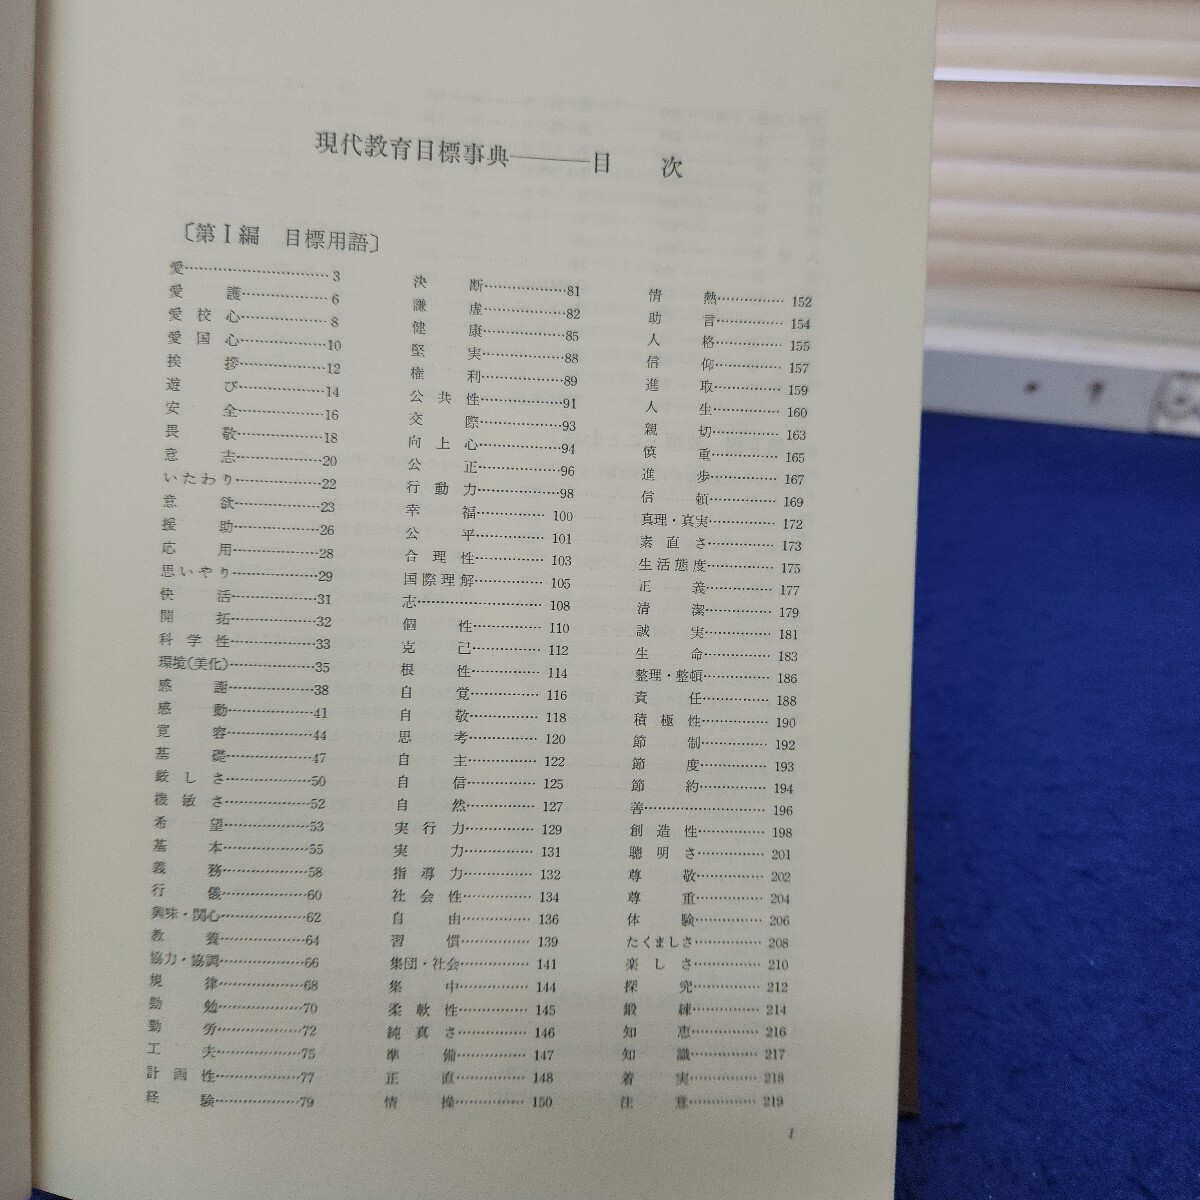 現代教育目標事典―――目　次
〔第Ⅰ編　目標用語〕
愛……3
愛護……6
愛校心……8
愛国心……10
挨拶……12
遊び……14
安全……16
畏敬……18
意志……20
いたわり……22
意欲……23
援助……26
応用……28
思いやり……29
快活……31
開拓……32
科学性……33
環境(美化)……35
感謝……38
感動……41
寛容……44
基礎……47
厳しさ……50
機敏さ……52
希望……53
基本……55
義務……58
行儀……60
興味・関心……62
教養……64
協力・協調……66
規律……68
勤勉……70
勤労……72
工夫……75
計画性……77
経験……79
決断……81
謙虚……82
健康……85
堅実……88
権利……89
公共性……91
交際……93
向上心……94
公正……96
行動力……98
幸福……100
公平……101
合理性……103
国際理解……105
志……108
個性……110
克己……112
根性……114
自覚……116
自敬……118
思考……120
自主……122
自信……125
自然……127
実行力……129
実力……131
指導力……132
社会性……134
自由……136
習慣……139
集団・社会……141
集中……144
柔軟性……145
純真さ……146
準備……147
正直……148
情操……150
情熱……152
助言……154
人格……155
信仰……157
進取……159
人生……160
親切……163
慎重……165
進歩……167
信頼……169
真理・真実……172
素直さ……173
生活態度……175
正義……177
清潔……179
誠実……181
生命……183
整理・整頓……186
責任……188
積極性……190
節制……192
節度……193
節約……194
善……196
創造性……198
聡明さ……201
尊敬……202
尊重……204
体験……206
たくましさ……208
楽しさ……210
探究……212
鍛練……214
知恵……216
知識……217
着実……218
注意……219
1